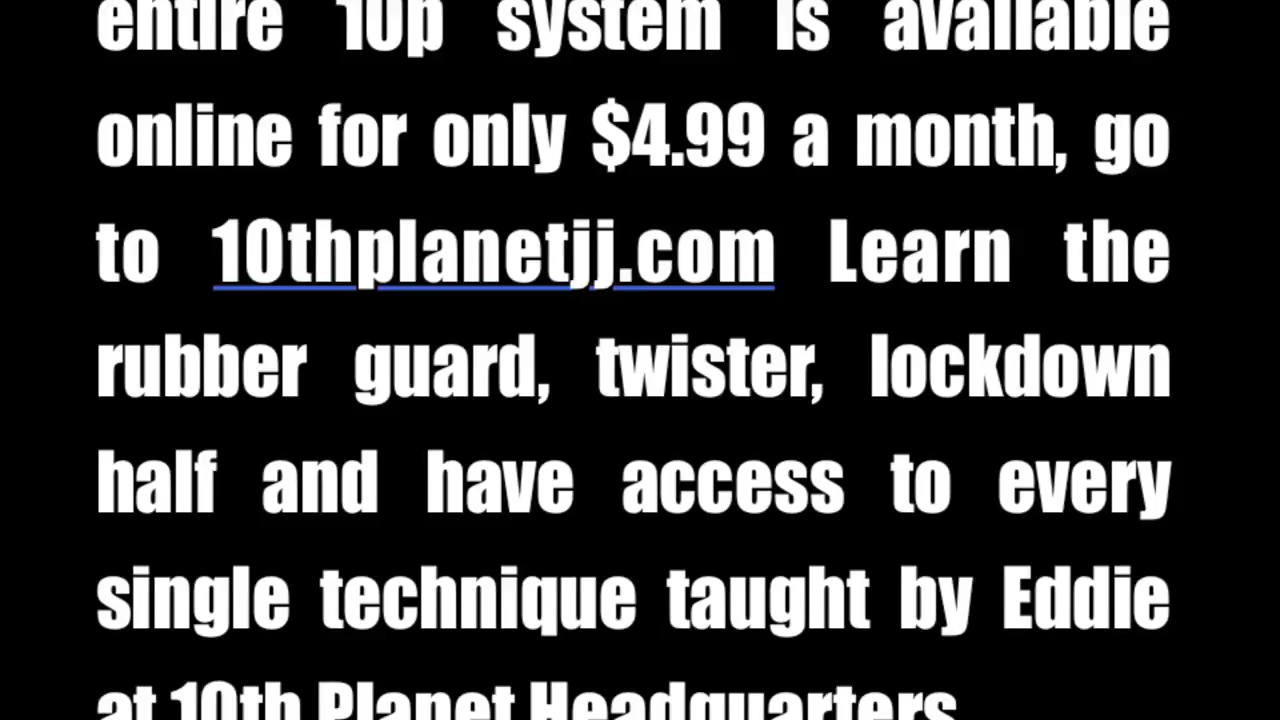 entire 10p system is available
online for only $4.99 a month, go
to 10thplanetjj.com Learn the
rubber guard, twister, lockdown
half and have access to every
single technique taught by Eddie
at 10th Planet Headquarters